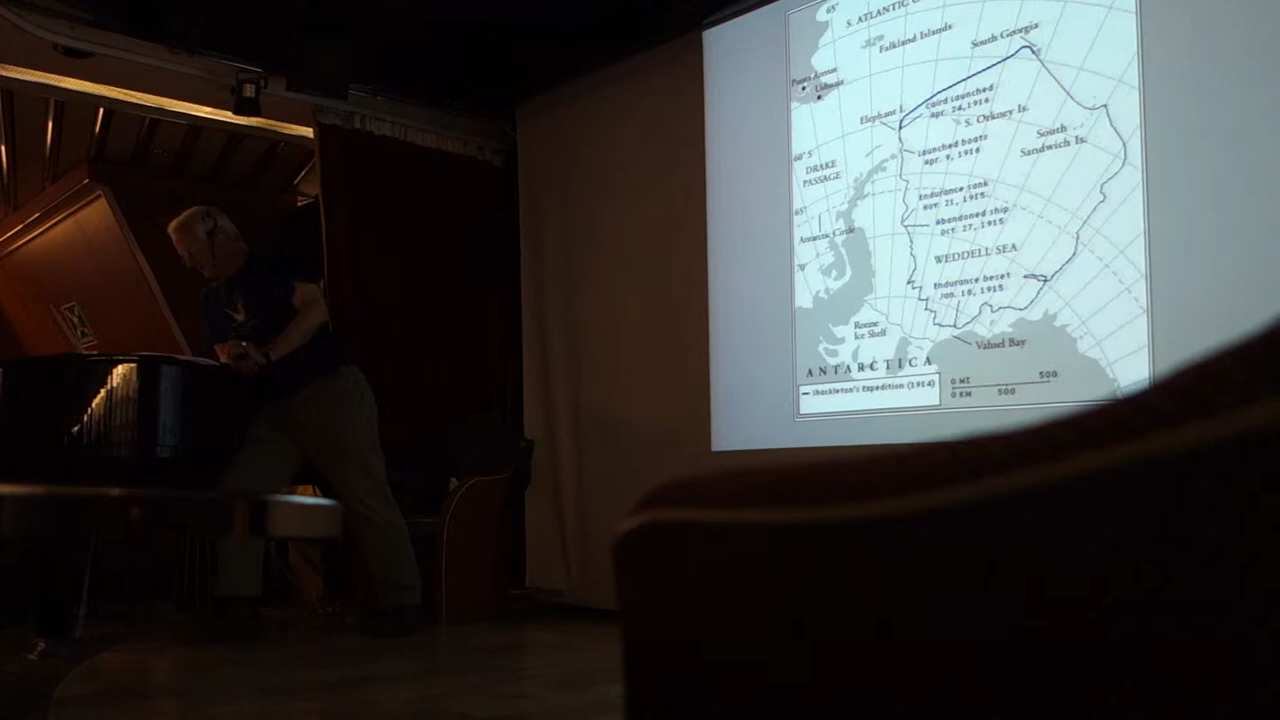 65°
S. ATLANTIC
Falkland Islands
South Georgia
Punta Arenas
Ushuaia
Caird Launched
Apr. 24, 1916
Elephant I.
S. Orkney Is.
South
Sandwich Is.
Launched boats
Apr. 9, 1916
60° S
DRAKE
PASSAGE
Endurance sank
Nov 21, 1915
65°
Abandoned ship
Oct. 27, 1915
Antarctic Circle
WEDDELL SEA
70°
Endurance beset
Jan. 18, 1915
Ronne
Ice Shelf
Vahsel Bay
ANTARCTICA
Shackleton's Expedition (1914)
0 MI 500
0 KM 500